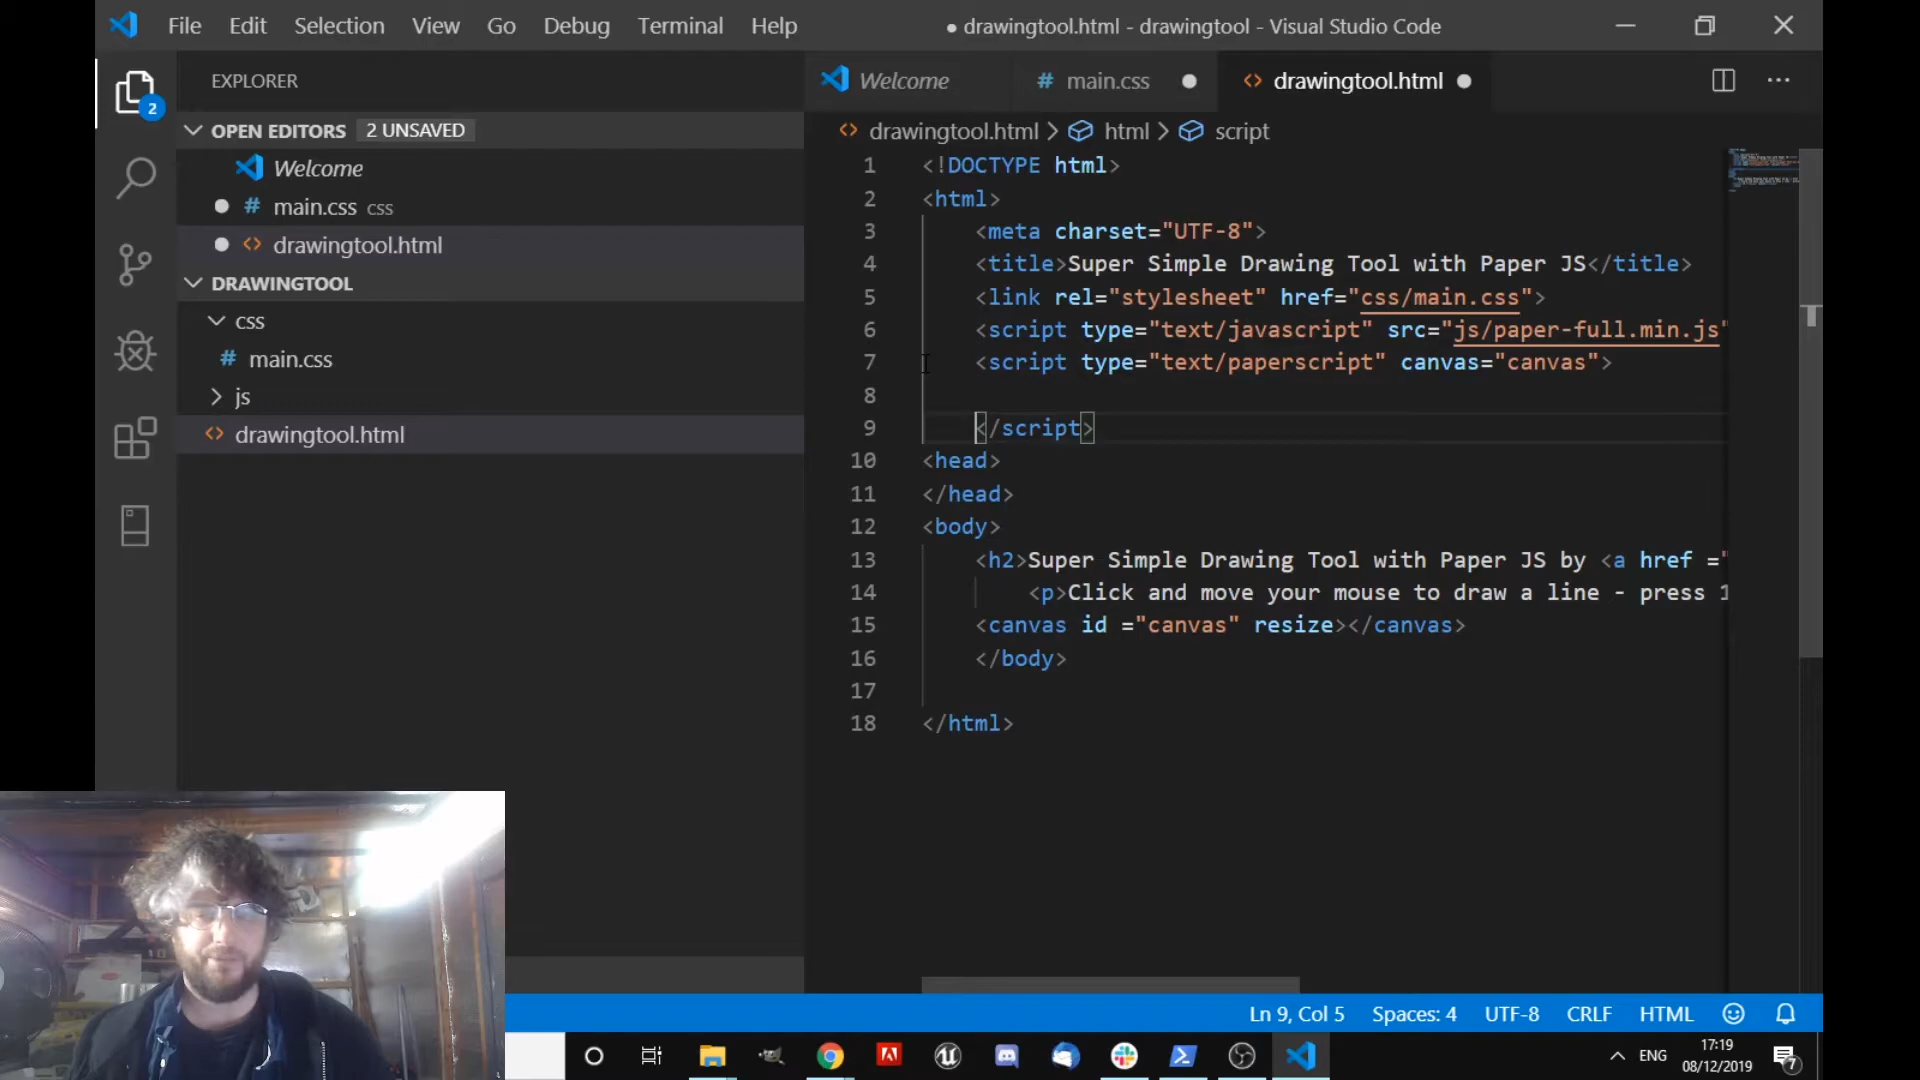 File Edit Selection View Go Debug Terminal Help
● drawingtool.html - drawingtool - Visual Studio Code
EXPLORER
2
OPEN EDITORS 2 UNSAVED
Welcome
# main.css css
<> drawingtool.html
DRAWINGTOOL
css
# main.css
js
<> drawingtool.html
Welcome
# main.css
<> drawingtool.html
<> drawingtool.html > html > script
1 <!DOCTYPE html>
2 <html>
3 <meta charset="UTF-8">
4 <title>Super Simple Drawing Tool with Paper JS</title>
5 <link rel="stylesheet" href="css/main.css">
6 <script type="text/javascript" src="js/paper-full.min.js"
7 <script type="text/paperscript" canvas="canvas">
8
9 </script>
10 <head>
11 </head>
12 <body>
13 <h2>Super Simple Drawing Tool with Paper JS by <a href ="
14 <p>Click and move your mouse to draw a line - press 1
15 <canvas id ="canvas" resize></canvas>
16 </body>
17
18 </html>
Ln 9, Col 5 Spaces: 4 UTF-8 CRLF HTML
ENG
17:19
08/12/2019
7